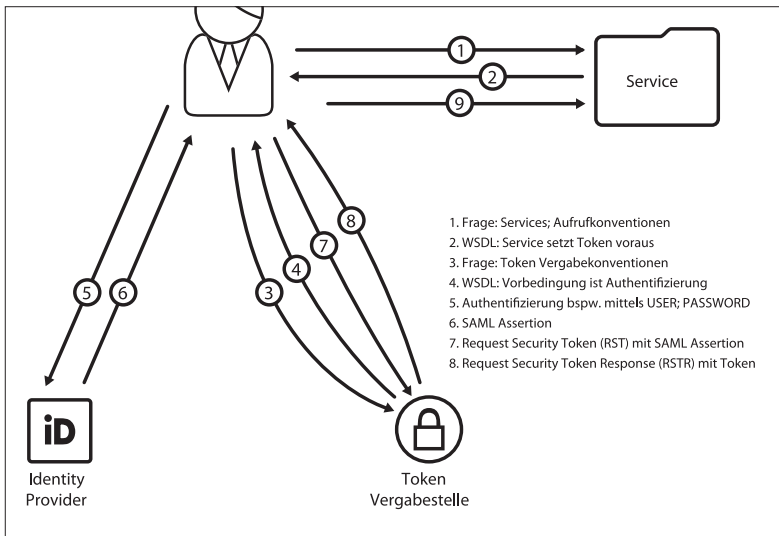 1
2
Service
9
1. Frage: Services; Aufrufkonventionen
2. WSDL: Service setzt Token voraus
3. Frage: Token Vergabekonventionen
4. WSDL: Vorbedingung ist Authentifizierung
5. Authentifizierung bspw. mittels USER; PASSWORD
6. SAML Assertion
7. Request Security Token (RST) mit SAML Assertion
8. Request Security Token Response (RSTR) mit Token
8
7
4
3
5
6
iD
Identity
Provider
Token
Vergabestelle